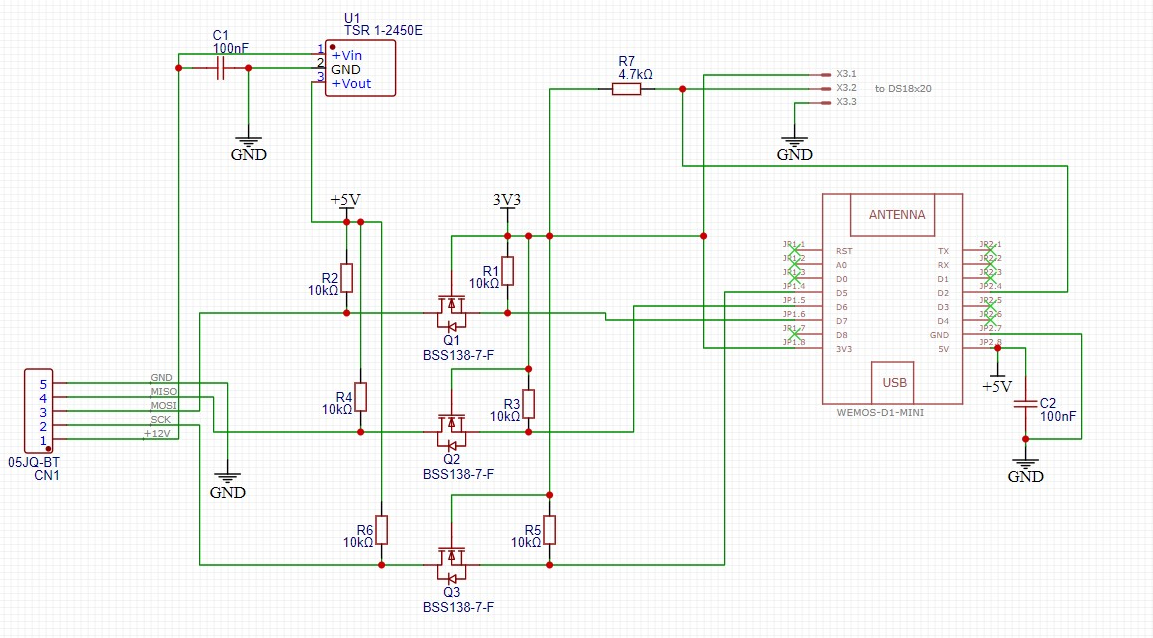 U1
TSR 1-2450E
C1
100nF
1 +Vin
2 GND
3 +Vout
GND
R7
4.7kΩ
X3.1
X3.2 to DS18x20
X3.3
GND
+5V
3V3
R2
10kΩ
R1
10kΩ
Q1
BSS138-7-F
R4
10kΩ
R3
10kΩ
Q2
BSS138-7-F
R6
10kΩ
R5
10kΩ
Q3
BSS138-7-F
5 GND
4 MISO
3 MOSI
2 SCK
1 +12V
05JQ-BT
CN1
GND
ANTENNA
JP1.1 RST TX JP2.1
JP1.2 A0 RX JP2.2
JP1.3 D0 D1 JP2.3
JP1.4 D5 D2 JP2.4
JP1.5 D6 D3 JP2.5
JP1.6 D7 D4 JP2.6
JP1.7 D8 GND JP2.7
JP1.8 3V3 5V JP2.8
USB
WEMOS-D1-MINI
+5V
C2
100nF
GND